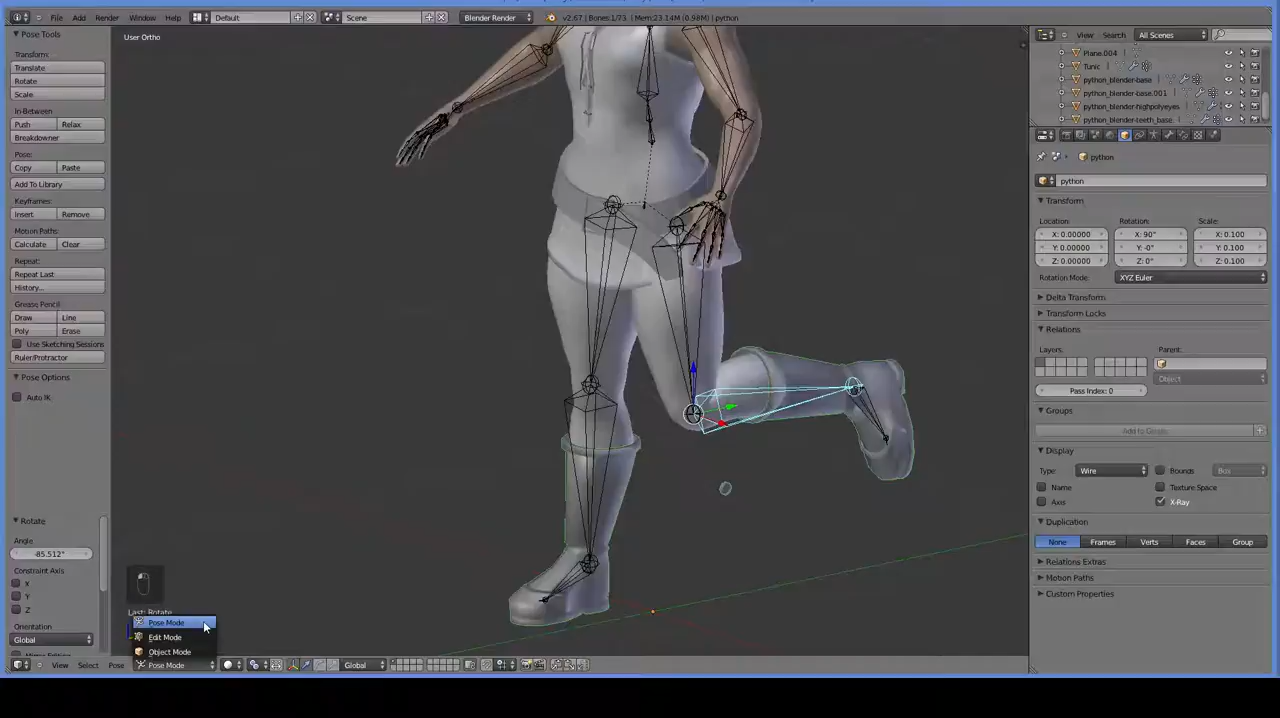 File Add Render Window Help Default Scene Blender Render v2.67 | Bones:1/73 Mem:23.14M (0.98M) | python
Pose Tools
Transform:
Translate
Rotate
Scale
In-Between
Push Relax
Breakdowner
Pose:
Copy Paste
Add To Library
Keyframes:
Insert Remove
Motion Paths:
Calculate Clear
Repeat:
Repeat Last
History...
Grease Pencil:
Draw Line
Poly Erase
Use Sketching Sessions
Ruler/Protractor
Pose Options
Auto IK
Rotate
Angle
-85.512°
Constraint Axis
X
Y
Z
Orientation
Global
User Ortho
Last: Rotate
Pose Mode
Edit Mode
Object Mode
View Select Pose Pose Mode Global
View Search All Scenes
Plane.004
Tunic
python_blender-base
python_blender-base.001
python_blender-highpolyeyes
python_blender-teeth_base
python
python
Transform
Location: Rotation: Scale:
X: 0.00000 X: 90° X: 0.100
Y: 0.00000 Y: -0° Y: 0.100
Z: 0.00000 Z: 0° Z: 0.100
Rotation Mode: XYZ Euler
Delta Transform
Transform Locks
Relations
Layers: Parent:
Object
Pass Index: 0
Groups
Add to Group
Display
Type: Wire Bounds Box
Name Texture Space
Axis X-Ray
Duplication
None Frames Verts Faces Group
Relations Extras
Motion Paths
Custom Properties